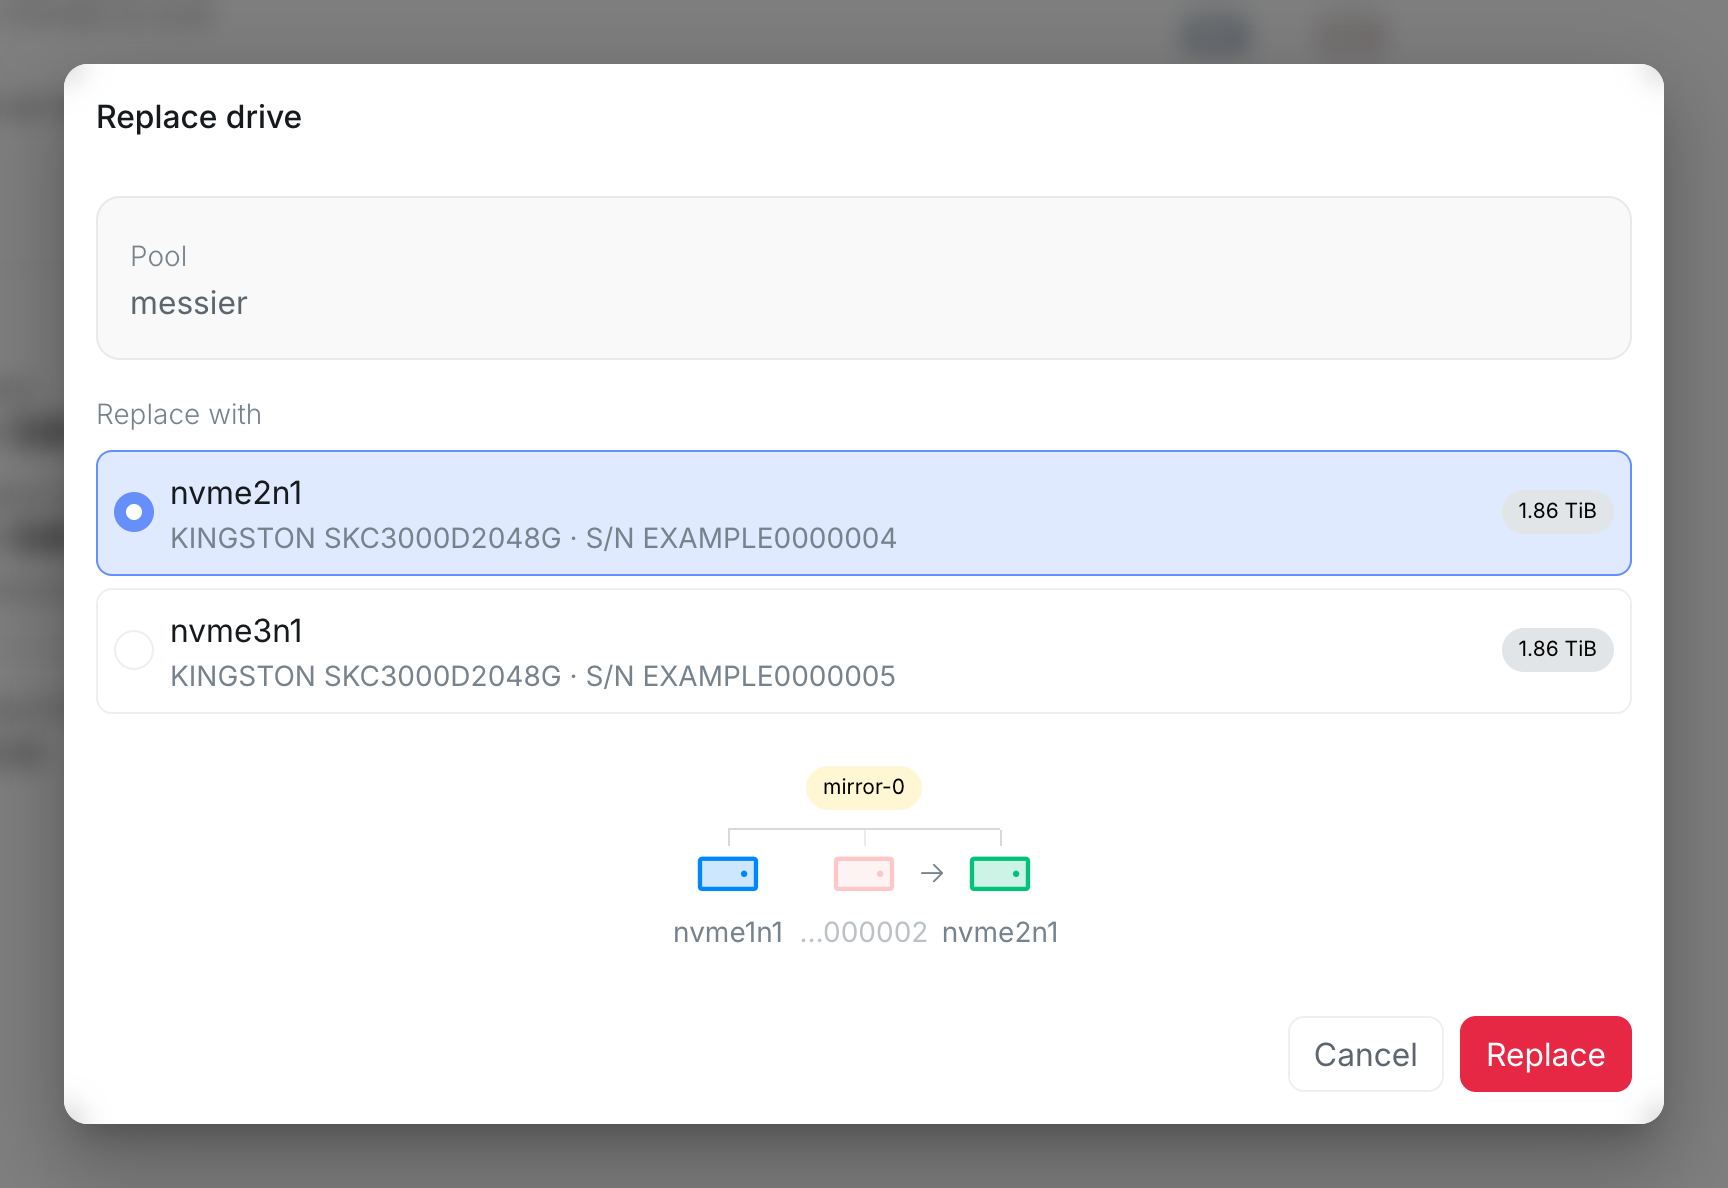 Replace drive
Pool
messier
Replace with
nvme2n1
KINGSTON SKC3000D2048G · S/N EXAMPLE0000004
1.86 TiB
nvme3n1
KINGSTON SKC3000D2048G · S/N EXAMPLE0000005
1.86 TiB
mirror-0
nvme1n1 ...000002 nvme2n1
Cancel Replace